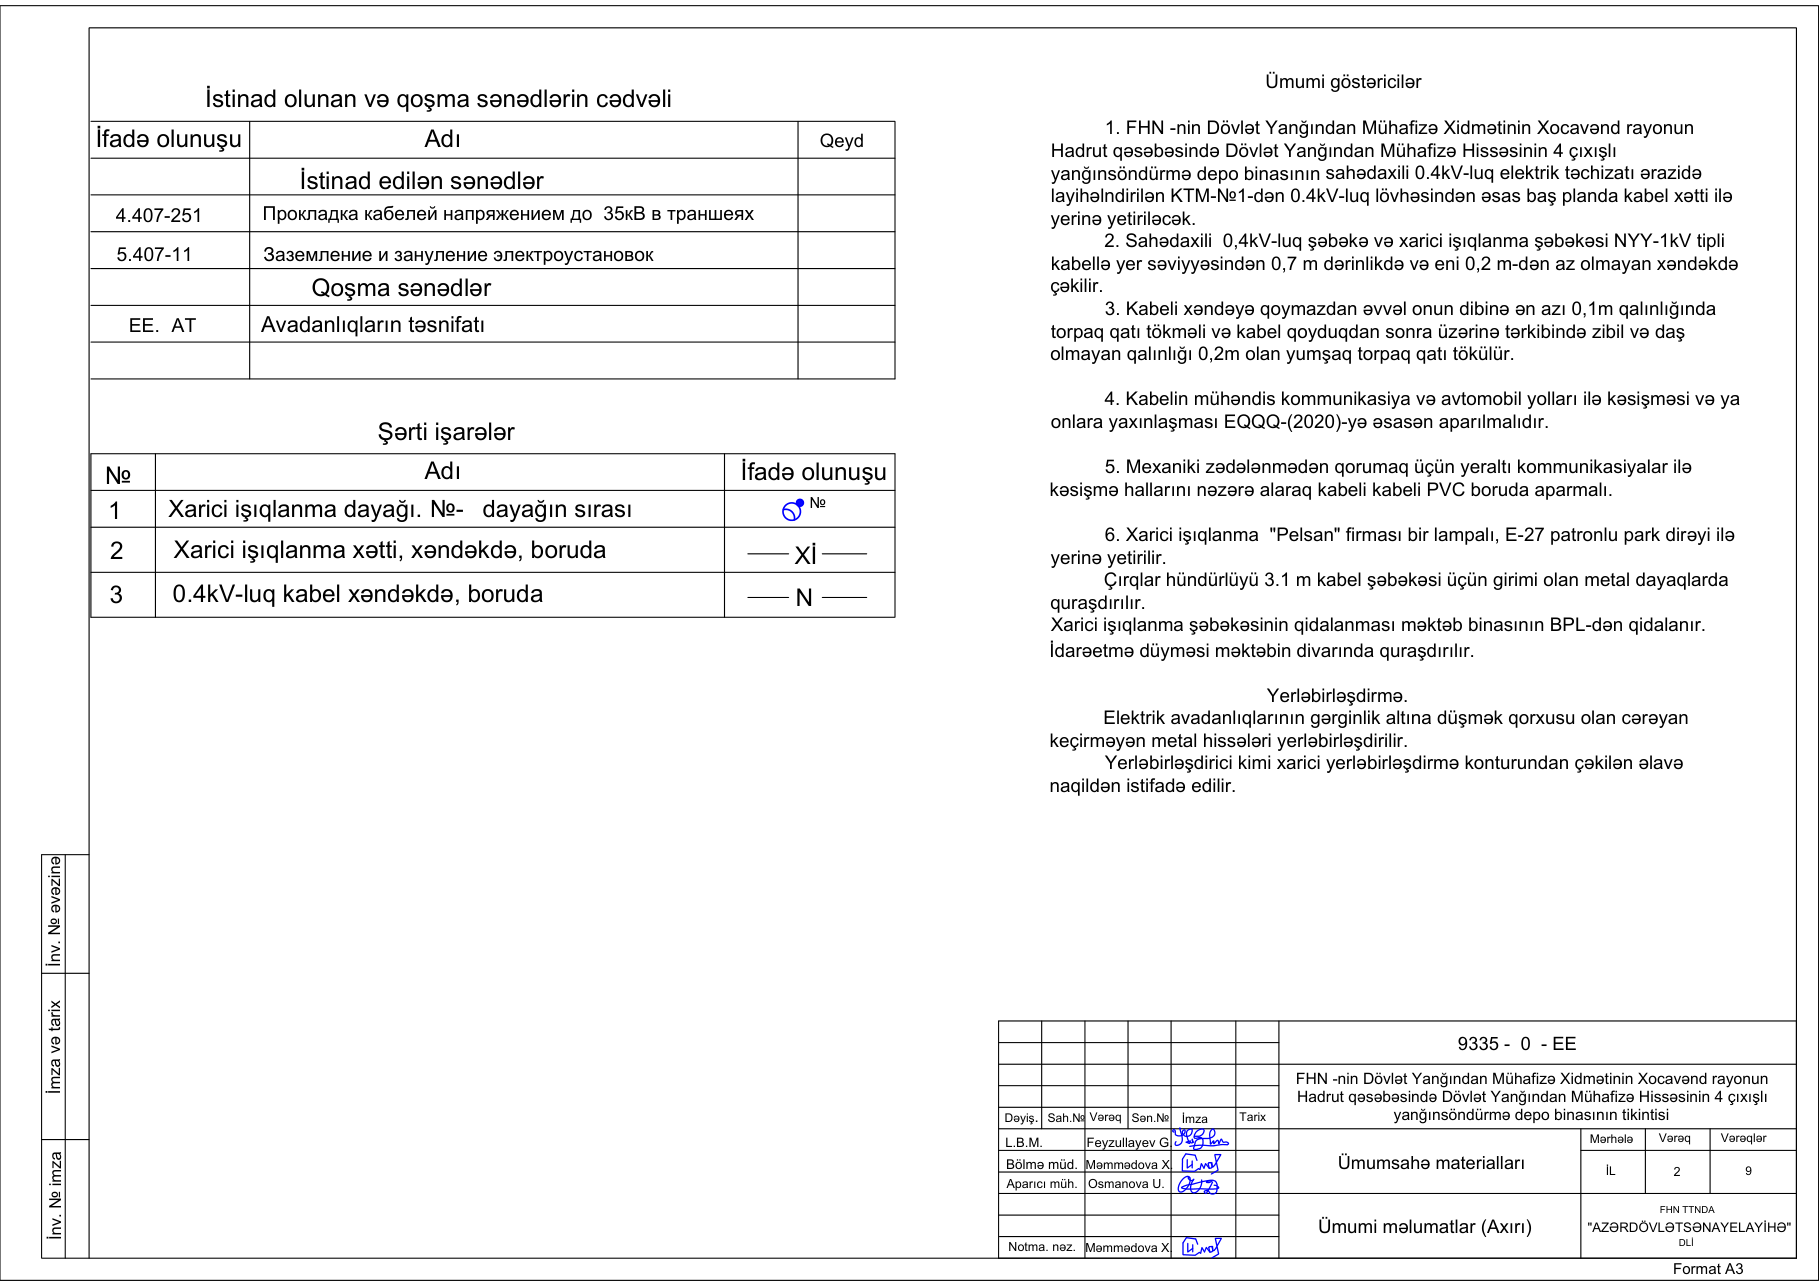 İstinad olunan və qoşma sənədlərin cədvəli
İfadə olunuşu Adı Qeyd
İstinad edilən sənədlər
4.407-251 Прокладка кабелей напряжением до 35кВ в траншеях
5.407-11 Заземление и зануление электроустановок
Qoşma sənədlər
EE. AT Avadanlıqların təsnifatı
Şərti işarələr
№ Adı İfadə olunuşu
1 Xarici işıqlanma dayağı. №- dayağın sırası №
2 Xarici işıqlanma xətti, xəndəkdə, boruda Xİ
3 0.4kV-luq kabel xəndəkdə, boruda N
Ümumi göstəricilər
1. FHN -nin Dövlət Yanğından Mühafizə Xidmətinin Xocavənd rayonun
Hadrut qəsəbəsində Dövlət Yanğından Mühafizə Hissəsinin 4 çıxışlı
yanğınsöndürmə depo binasının sahədaxili 0.4kV-luq elektrik təchizatı ərazidə
layihəlndirilən KTM-№1-dən 0.4kV-luq lövhəsindən əsas baş planda kabel xətti ilə
yerinə yetiriləcək.
2. Sahədaxili 0,4kV-luq şəbəkə və xarici işıqlanma şəbəkəsi NYY-1kV tipli
kabellə yer səviyyəsindən 0,7 m dərinlikdə və eni 0,2 m-dən az olmayan xəndəkdə
çəkilir.
3. Kabeli xəndəyə qoymazdan əvvəl onun dibinə ən azı 0,1m qalınlığında
torpaq qatı tökməli və kabel qoyduqdan sonra üzərinə tərkibində zibil və daş
olmayan qalınlığı 0,2m olan yumşaq torpaq qatı tökülür.
4. Kabelin mühəndis kommunikasiya və avtomobil yolları ilə kəsişməsi və ya
onlara yaxınlaşması EQQQ-(2020)-yə əsasən aparılmalıdır.
5. Mexaniki zədələnmədən qorumaq üçün yeraltı kommunikasiyalar ilə
kəsişmə hallarını nəzərə alaraq kabeli kabeli PVC boruda aparmalı.
6. Xarici işıqlanma "Pelsan" firması bir lampalı, E-27 patronlu park dirəyi ilə
yerinə yetirilir.
Çırqlar hündürlüyü 3.1 m kabel şəbəkəsi üçün girimi olan metal dayaqlarda
quraşdırılır.
Xarici işıqlanma şəbəkəsinin qidalanması məktəb binasının BPL-dən qidalanır.
İdarəetmə düyməsi məktəbin divarında quraşdırılır.
Yerləbirləşdirmə.
Elektrik avadanlıqlarının gərginlik altına düşmək qorxusu olan cərəyan
keçirməyən metal hissələri yerləbirləşdirilir.
Yerləbirləşdirici kimi xarici yerləbirləşdirmə konturundan çəkilən əlavə
naqildən istifadə edilir.
İnv. № evezine
İmza və tarix
İnv. № imza
9335 - 0 - EE
FHN -nin Dövlət Yanğından Mühafizə Xidmətinin Xocavənd rayonun
Hadrut qəsəbəsində Dövlət Yanğından Mühafizə Hissəsinin 4 çıxışlı
yanğınsöndürmə depo binasının tikintisi
Dəyiş. Sah.№ Vərəq Sən.№ İmza Tarix
L.B.M. Feyzullayev G
Bölmə müd. Məmmədova X.
Aparıcı müh. Osmanova U.
Notma. nəz. Məmmədova X.
Ümumsahə materialları
Mərhələ Vərəq Vərəqlər
İL 2 9
Ümumi məlumatlar (Axırı)
FHN TTNDA
"AZƏRDÖVLƏTSƏNAYELAYİHƏ"
DLİ
Format A3